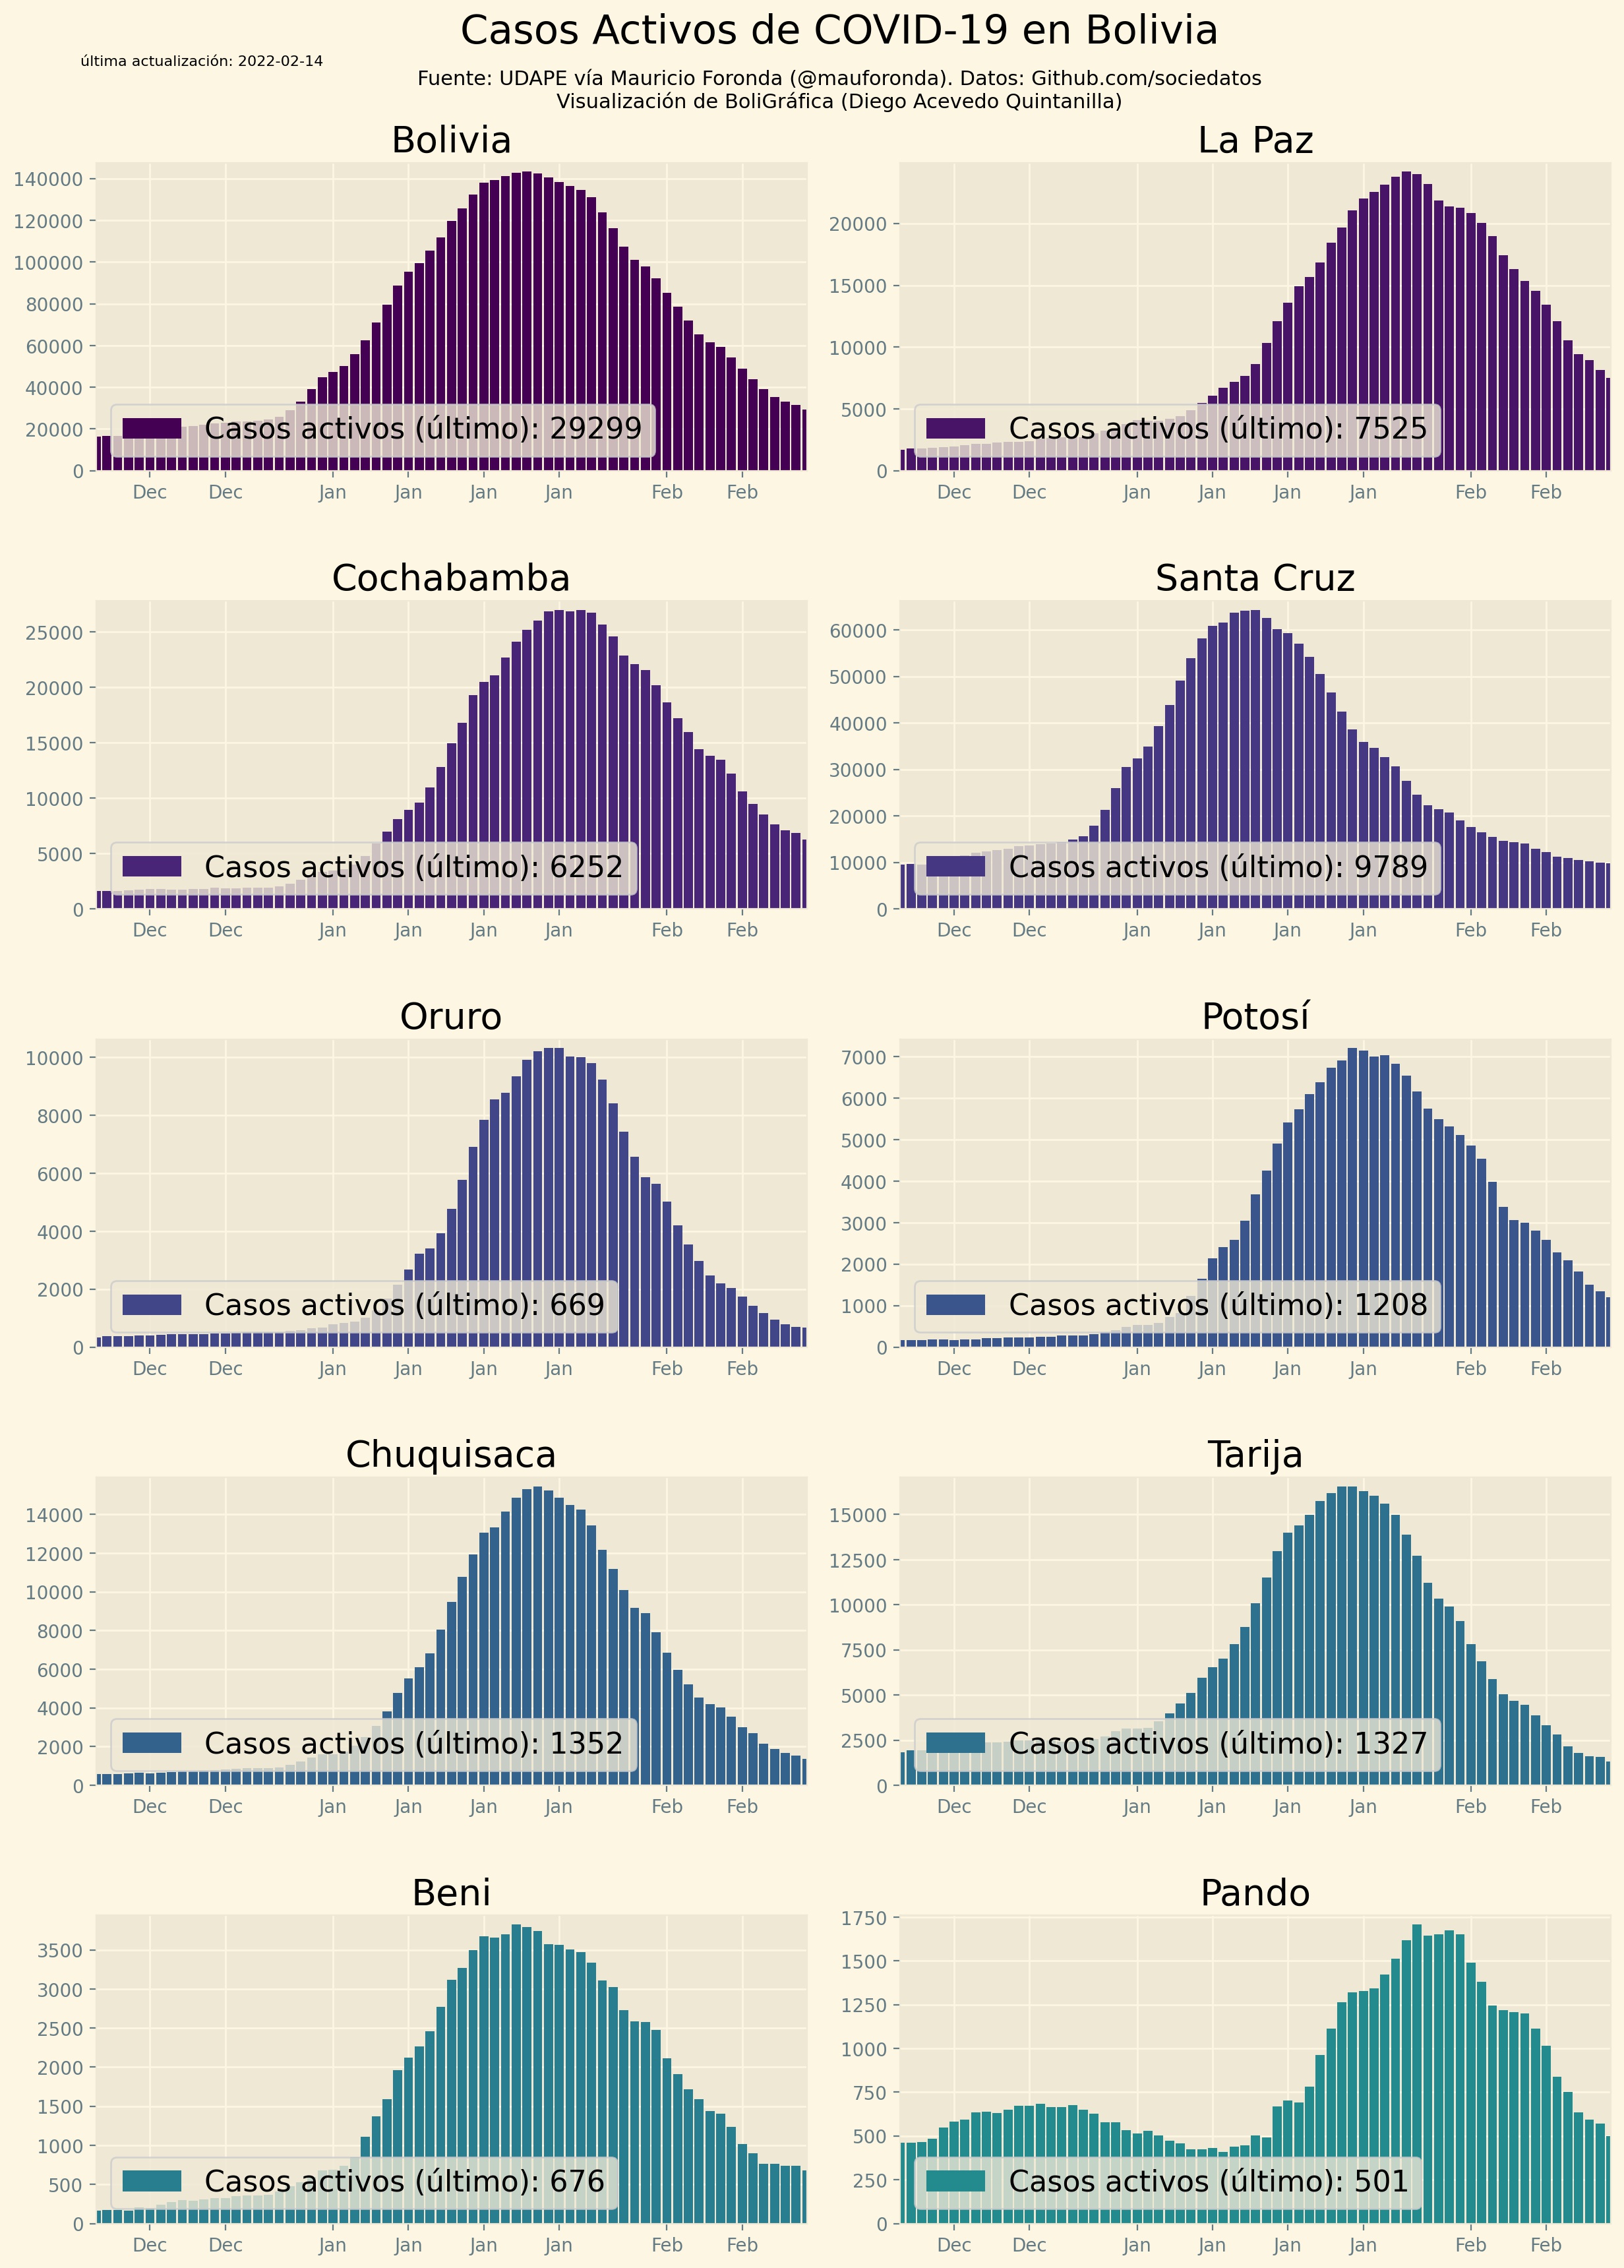 Casos Activos de COVID-19 en Bolivia
última actualización: 2022-02-14
Fuente: UDAPE vía Mauricio Foronda (@mauforonda). Datos: Github.com/sociedatos
Visualización de BoliGráfica (Diego Acevedo Quintanilla)
Bolivia
140000
120000
100000
80000
60000
40000
20000
0
Casos activos (último): 29299
Dec Dec Jan Jan Jan Jan Feb Feb
La Paz
20000
15000
10000
5000
0
Casos activos (último): 7525
Dec Dec Jan Jan Jan Jan Feb Feb
Cochabamba
25000
20000
15000
10000
5000
0
Casos activos (último): 6252
Dec Dec Jan Jan Jan Jan Feb Feb
Santa Cruz
60000
50000
40000
30000
20000
10000
0
Casos activos (último): 9789
Dec Dec Jan Jan Jan Jan Feb Feb
Oruro
10000
8000
6000
4000
2000
0
Casos activos (último): 669
Dec Dec Jan Jan Jan Jan Feb Feb
Potosí
7000
6000
5000
4000
3000
2000
1000
0
Casos activos (último): 1208
Dec Dec Jan Jan Jan Jan Feb Feb
Chuquisaca
14000
12000
10000
8000
6000
4000
2000
0
Casos activos (último): 1352
Dec Dec Jan Jan Jan Jan Feb Feb
Tarija
15000
12500
10000
7500
5000
2500
0
Casos activos (último): 1327
Dec Dec Jan Jan Jan Jan Feb Feb
Beni
3500
3000
2500
2000
1500
1000
500
0
Casos activos (último): 676
Dec Dec Jan Jan Jan Jan Feb Feb
Pando
1750
1500
1250
1000
750
500
250
0
Casos activos (último): 501
Dec Dec Jan Jan Jan Jan Feb Feb